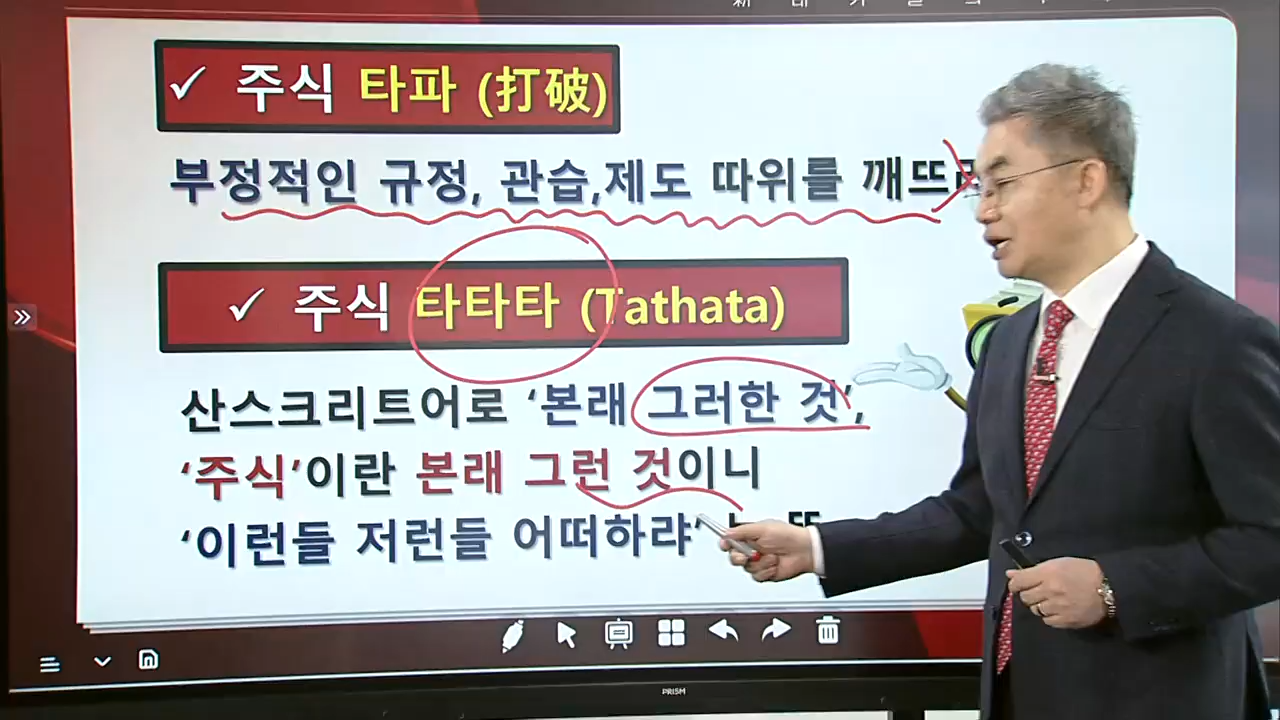 ✓ 주식 타파 (打破)
부정적인 규정, 관습,제도 따위를 깨뜨
✓ 주식 타타타 (Tathata)
산스크리트어로 ‘본래 그러한 것’,
‘주식’이란 본래 그런 것이니
‘이런들 저런들 어떠하랴’ 는 뜻
PRISM